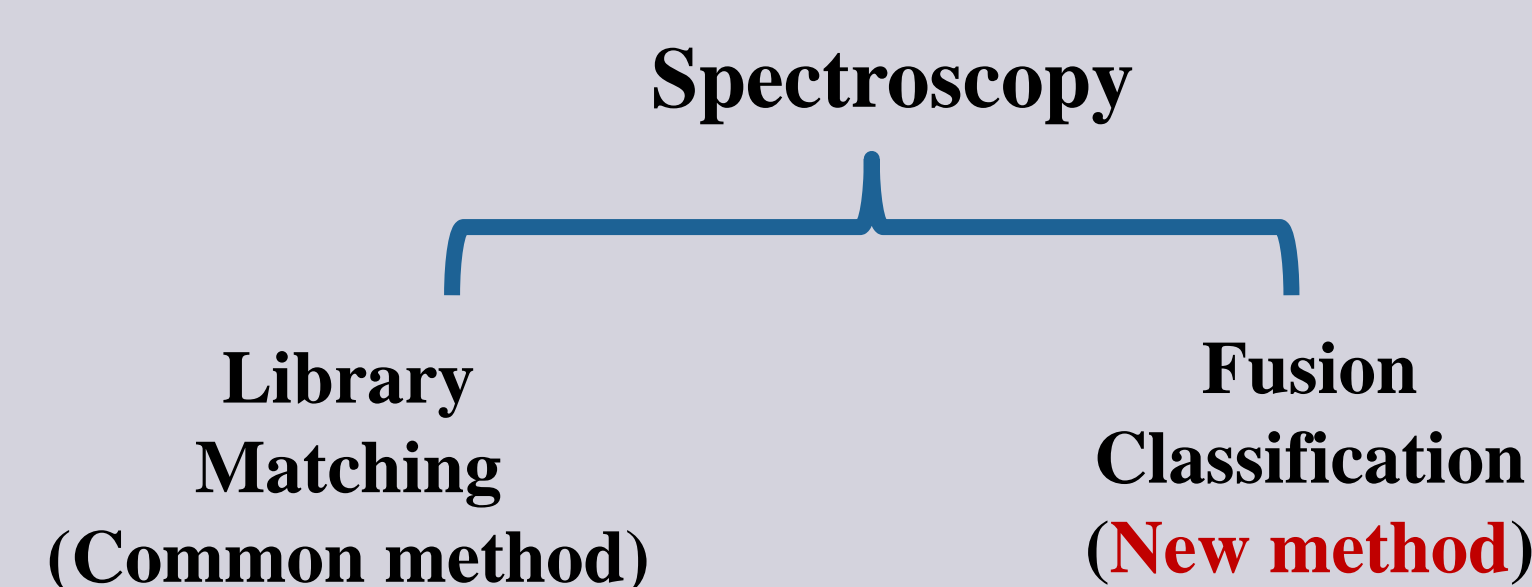 Spectroscopy
Library
Matching
(Common method)
Fusion
Classification
(New method)